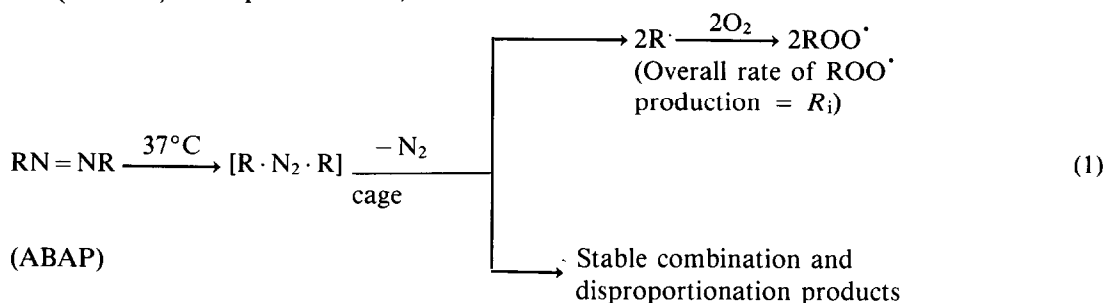 2R· 2O₂ 2ROO·
(Overall rate of ROO·
production = Rᵢ)
RN=NR 37°C [R·N₂·R] −N₂ (1)
cage
(ABAP)
Stable combination and
disproportionation products